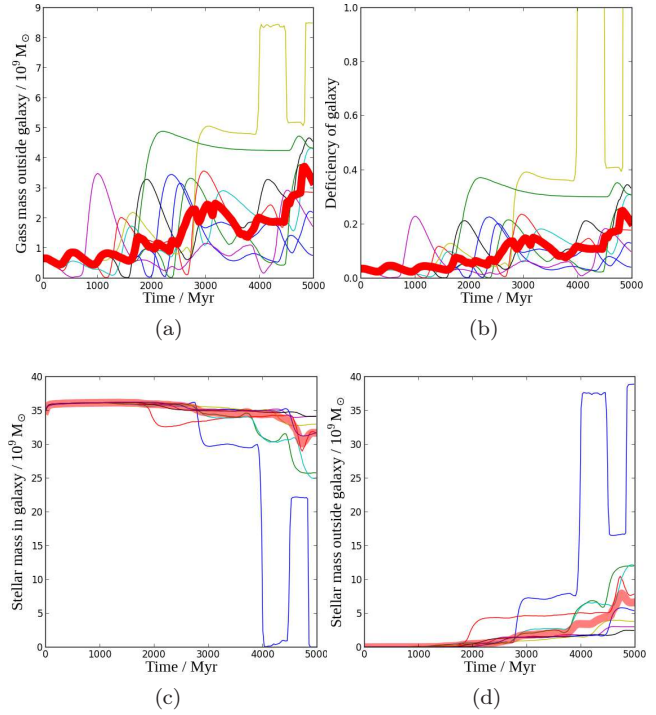 9
8
7
6
5
4
3
2
1
0
Gass mass outside galaxy / 10⁹ M☉
0 1000 2000 3000 4000 5000
Time / Myr
(a)
1.0
0.8
0.6
0.4
0.2
0.0
Deficiency of galaxy
0 1000 2000 3000 4000 5000
Time / Myr
(b)
40
35
30
25
20
15
10
5
0
Stellar mass in galaxy / 10⁹ M☉
0 1000 2000 3000 4000 5000
Time / Myr
(c)
40
35
30
25
20
15
10
5
0
Stellar mass outside galaxy / 10⁹ M☉
0 1000 2000 3000 4000 5000
Time / Myr
(d)